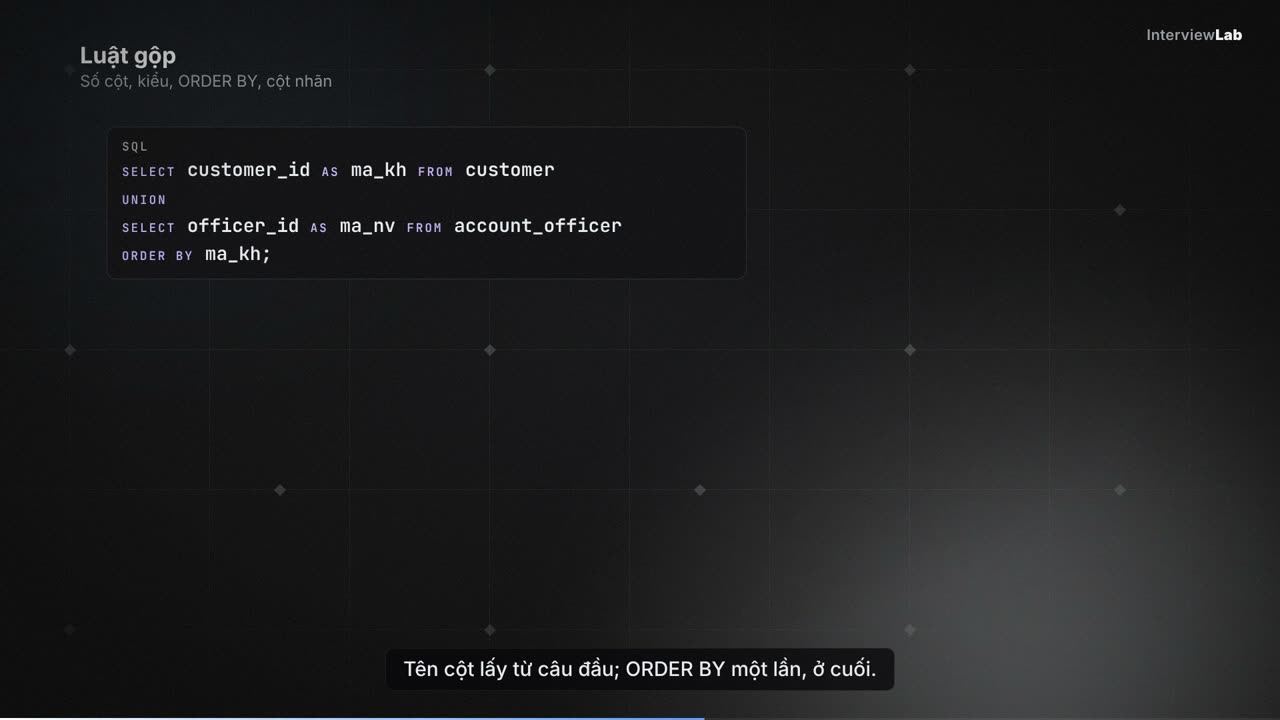 Luật gộp
Số cột, kiểu, ORDER BY, cột nhãn
InterviewLab
SQL
SELECT customer_id AS ma_kh FROM customer
UNION
SELECT officer_id AS ma_nv FROM account_officer
ORDER BY ma_kh;
Tên cột lấy từ câu đầu; ORDER BY một lần, ở cuối.